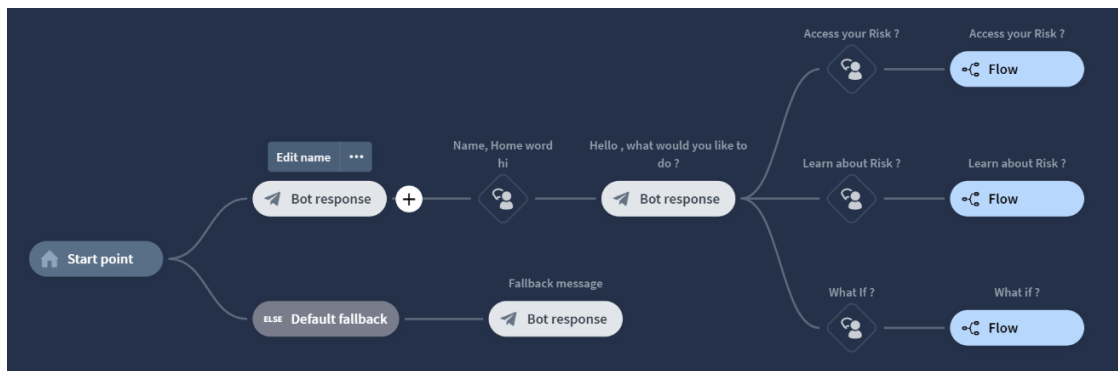 Access your Risk ?
Access your Risk ?
Flow
Edit name ...
Name, Home word
hi
Hello , what would you like to
do ?
Learn about Risk ?
Learn about Risk ?
Bot response
+
Bot response
Flow
Start point
Fallback message
What If ?
What if ?
ELSE Default fallback
Bot response
Flow